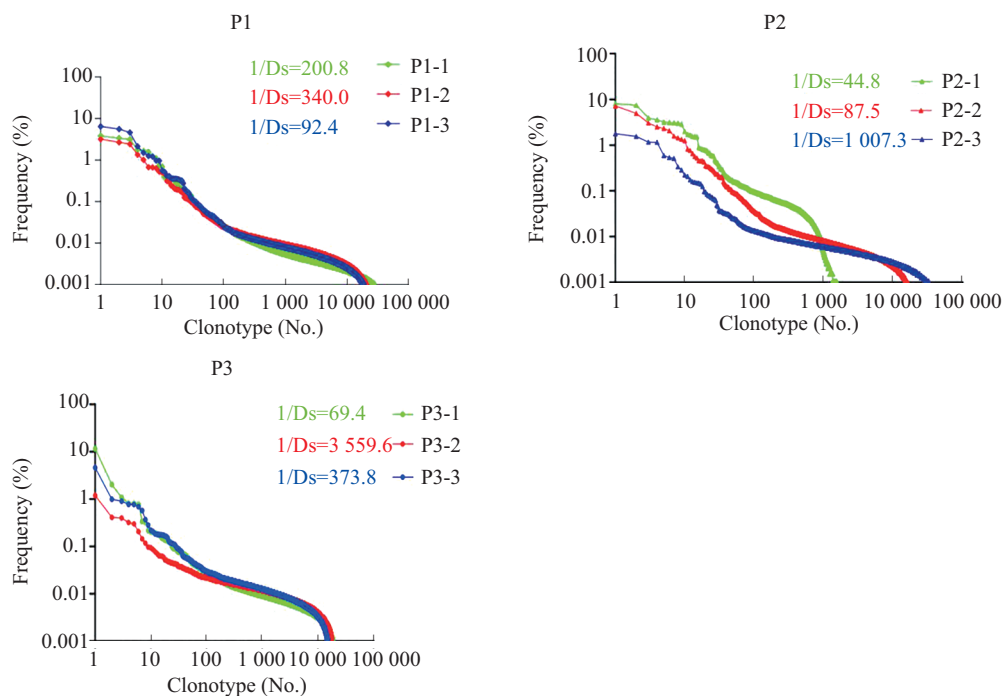 P1
1/Ds=200.8 P1-1
1/Ds=340.0 P1-2
1/Ds=92.4 P1-3
Frequency (%)
100
10
1
0.1
0.01
0.001
1 10 100 1 000 10 000 100 000
Clonotype (No.)
P2
1/Ds=44.8 P2-1
1/Ds=87.5 P2-2
1/Ds=1 007.3 P2-3
Frequency (%)
100
10
1
0.1
0.01
0.001
1 10 100 1 000 10 000 100 000
Clonotype (No.)
P3
1/Ds=69.4 P3-1
1/Ds=3 559.6 P3-2
1/Ds=373.8 P3-3
Frequency (%)
100
10
1
0.1
0.01
0.001
1 10 100 1 000 10 000 100 000
Clonotype (No.)